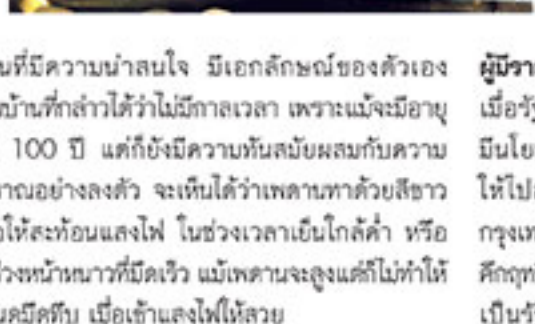 นที่มีความน่าสนใจ มีเอกลักษณ์ของตัวเอง
บ้านที่กล่าวได้ว่าไม่มีกาลเวลา เพราะแม้จะมีอายุ
100 ปี แต่ก็ยังมีความทันสมัยผสมกับความ
าณอย่างลงตัว จะเห็นได้ว่าเพดานทาด้วยสีขาว
อให้สะท้อนแสงไฟ ในช่วงเวลาเย็นใกล้ค่ำ หรือ
่วงหน้าหนาวที่มืดเร็ว แม้เพดานจะสูงแต่ก็ไม่ทำให้
ดูมืดทึบ เมื่อเข้าแสงไฟให้สวย
ผู้มีรา
เมื่อรั
มีนโย
ให้ไป
กรุงเท
คึกฤท
เป็นรั